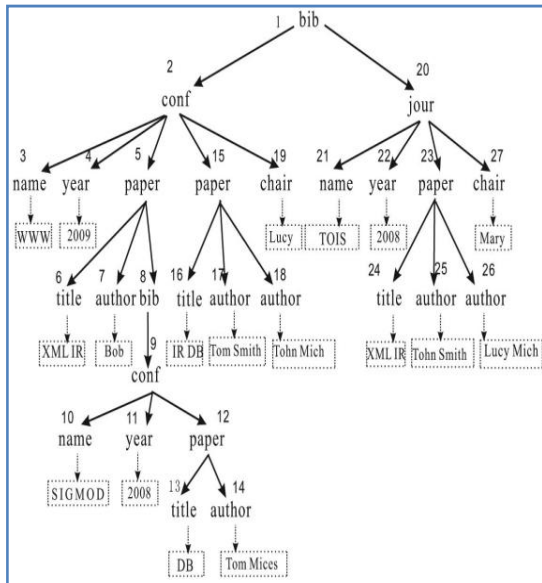 1 bib
2 20
conf jour
3 4 5 15 19 21 22 23 27
name year paper paper chair name year paper chair
WWW 2009 Lucy TOIS 2008 Mary
6 7 8 16 17 18 24 25 26
title author bib title author author title author author
XML IR Bob 9 IR DB Tom Smith Tohn Mich XML IR Tohn Smith Lucy Mich
conf
10 11 12
name year paper
SIGMOD 2008 13 14
title author
DB Tom Mices